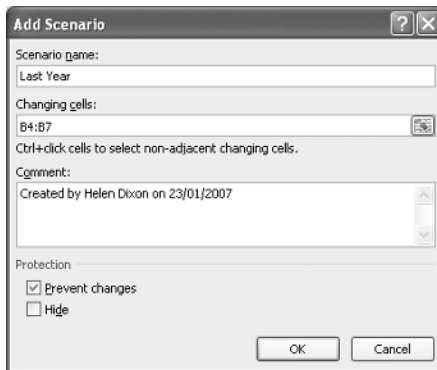 Add Scenario
Scenario name:
Last Year
Changing cells:
B4:B7
Ctrl+click cells to select non-adjacent changing cells.
Comment:
Created by Helen Dixon on 23/01/2007
Protection
Prevent changes
Hide
OK Cancel